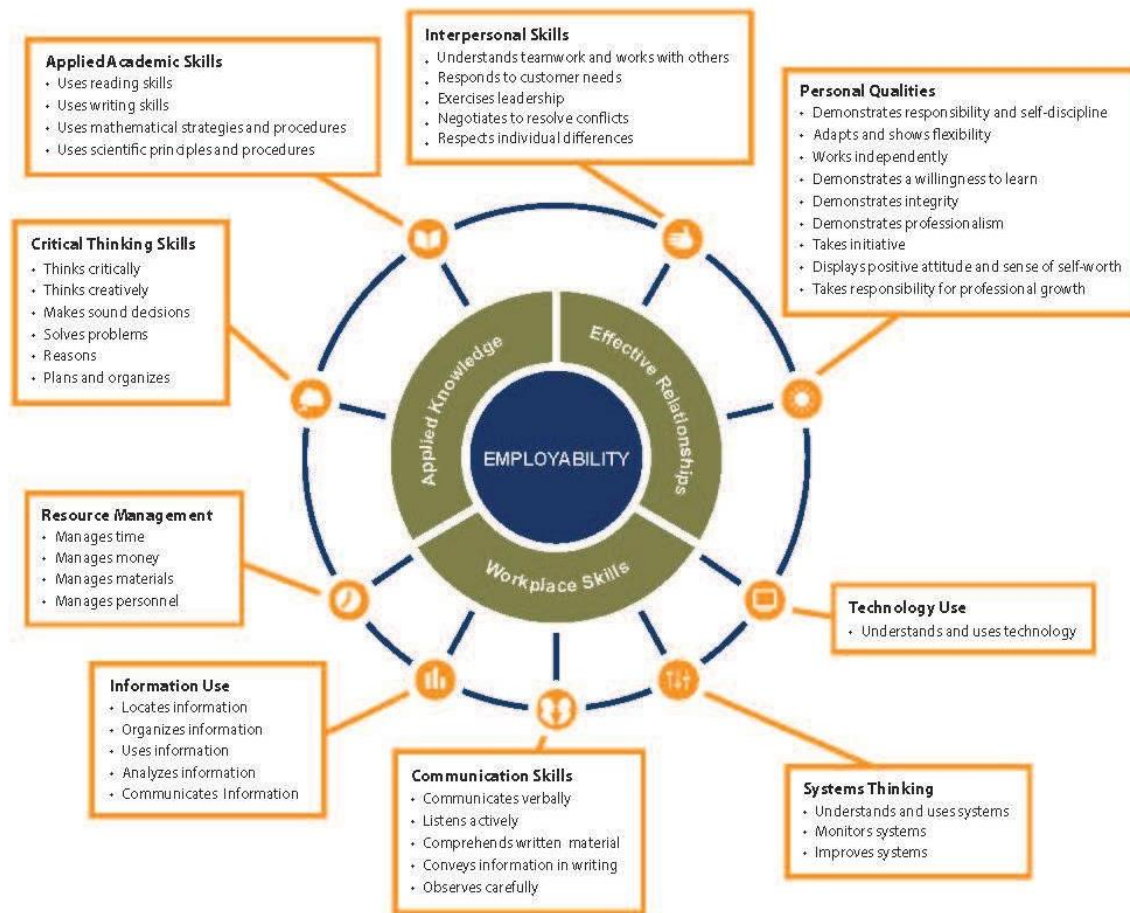 Applied Academic Skills
• Uses reading skills
• Uses writing skills
• Uses mathematical strategies and procedures
• Uses scientific principles and procedures
Interpersonal Skills
• Understands teamwork and works with others
• Responds to customer needs
• Exercises leadership
• Negotiates to resolve conflicts
• Respects individual differences
Personal Qualities
• Demonstrates responsibility and self-discipline
• Adapts and shows flexibility
• Works independently
• Demonstrates a willingness to learn
• Demonstrates integrity
• Demonstrates professionalism
• Takes initiative
• Displays positive attitude and sense of self-worth
• Takes responsibility for professional growth
Critical Thinking Skills
• Thinks critically
• Thinks creatively
• Makes sound decisions
• Solves problems
• Reasons
• Plans and organizes
Applied Knowledge
Effective Relationships
EMPLOYABILITY
Workplace Skills
Resource Management
• Manages time
• Manages money
• Manages materials
• Manages personnel
Technology Use
• Understands and uses technology
Information Use
• Locates information
• Organizes information
• Uses information
• Analyzes information
• Communicates Information
Communication Skills
• Communicates verbally
• Listens actively
• Comprehends written material
• Conveys information in writing
• Observes carefully
Systems Thinking
• Understands and uses systems
• Monitors systems
• Improves systems